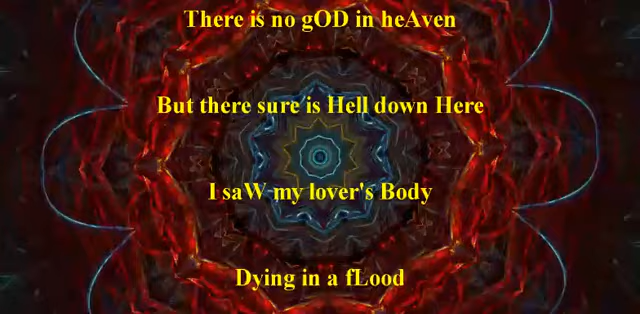 There is no gOD in heAven
But there sure is Hell down Here
I saW my lover's Body
Dying in a fLood